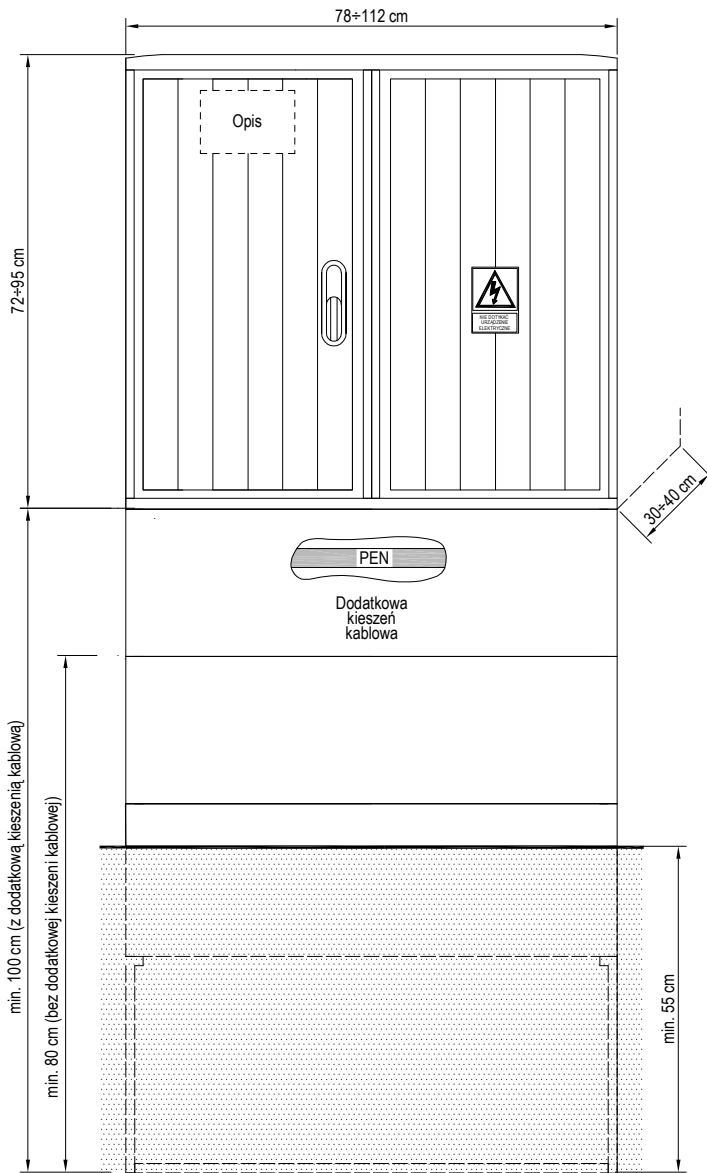 78÷112 cm
Opis
72÷95 cm
NIE DOTYKAĆ
URZĄDZENIE
ELEKTRYCZNE
30÷40 cm
PEN
Dodatkowa
kieszeń
kablowa
min. 100 cm (z dodatkową kieszenią kablową)
min. 80 cm (bez dodatkowej kieszeni kablowej)
min. 55 cm